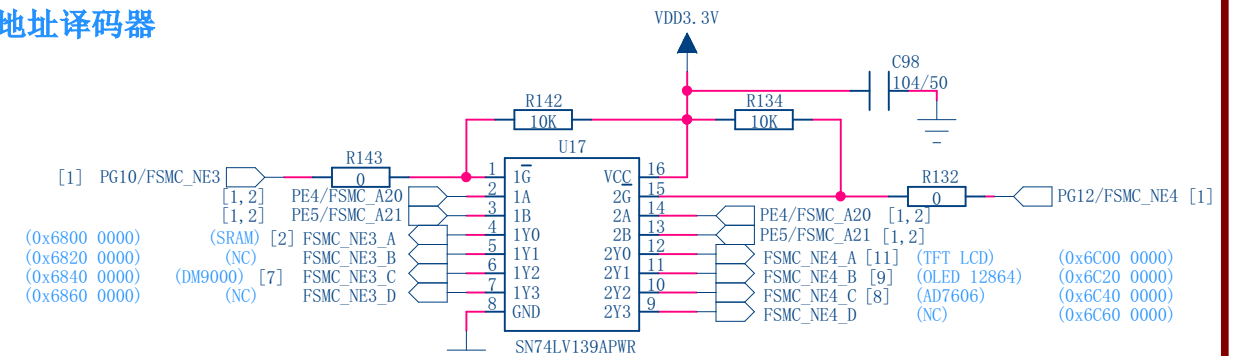 地址译码器
VDD3.3V
C98
104/50
R142
10K
R134
10K
U17
[1] PG10/FSMC_NE3
R143
0
1 1G
VCC 16
[1,2] PE4/FSMC_A20
2 1A
2G 15
R132
0
PG12/FSMC_NE4 [1]
[1,2] PE5/FSMC_A21
3 1B
2A 14
PE4/FSMC_A20 [1,2]
(0x6800 0000) (SRAM) [2] FSMC_NE3_A
4 1Y0
2B 13
PE5/FSMC_A21 [1,2]
(0x6820 0000) (NC) FSMC_NE3_B
5 1Y1
2Y0 12
FSMC_NE4_A [11] (TFT LCD) (0x6C00 0000)
(0x6840 0000) (DM9000) [7] FSMC_NE3_C
6 1Y2
2Y1 11
FSMC_NE4_B [9] (OLED 12864) (0x6C20 0000)
(0x6860 0000) (NC) FSMC_NE3_D
7 1Y3
2Y2 10
FSMC_NE4_C [8] (AD7606) (0x6C40 0000)
8 GND
2Y3 9
FSMC_NE4_D (NC) (0x6C60 0000)
SN74LV139APWR